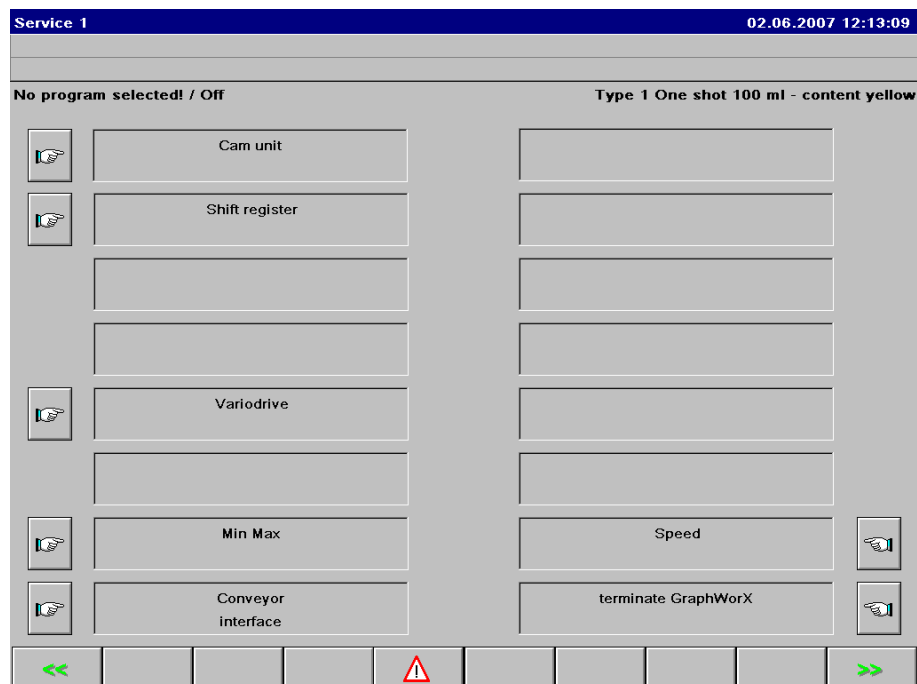 Service 1 02.06.2007 12:13:09
No program selected! / Off Type 1 One shot 100 ml - content yellow
Cam unit
Shift register
Variodrive
Min Max Speed
Conveyor
interface
terminate GraphWorX
<< >>